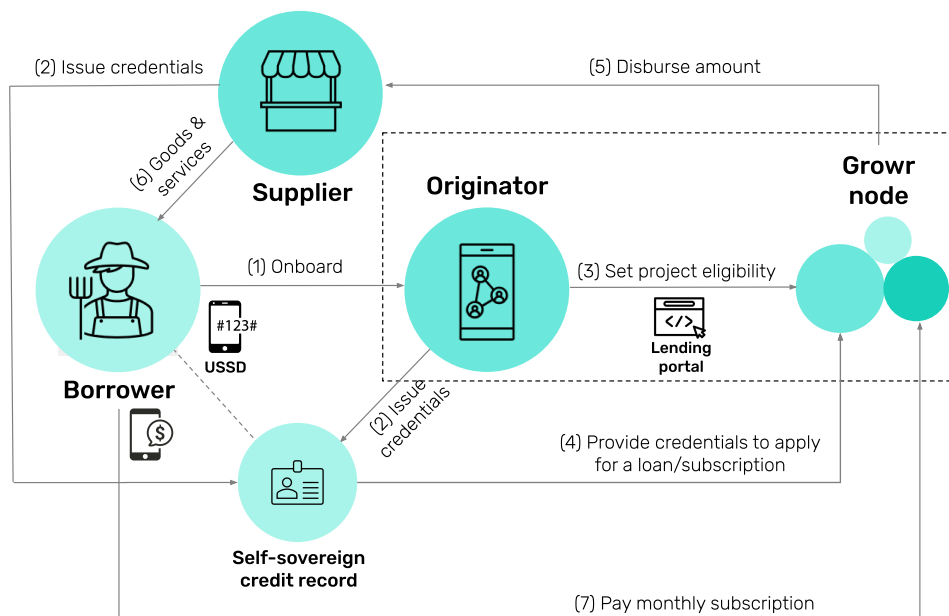 (2) Issue credentials
(5) Disburse amount
(6) Goods &
services
Supplier
Originator
Growr
node
(1) Onboard
(3) Set project eligibility
#123#
USSD
</>
Lending
portal
Borrower
$
(2) Issue
credentials
(4) Provide credentials to apply
for a loan/subscription
Self-sovereign
credit record
(7) Pay monthly subscription